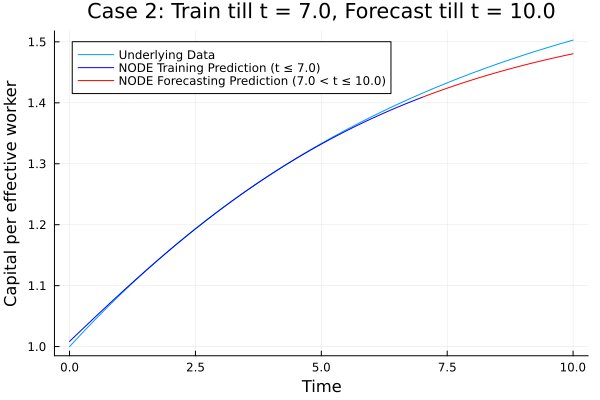 Case 2: Train till t = 7.0, Forecast till t = 10.0
Underlying Data
NODE Training Prediction (t ≤ 7.0)
NODE Forecasting Prediction (7.0 < t ≤ 10.0)
Capital per effective worker
1.5
1.4
1.3
1.2
1.1
1.0
0.0 2.5 5.0 7.5 10.0
Time